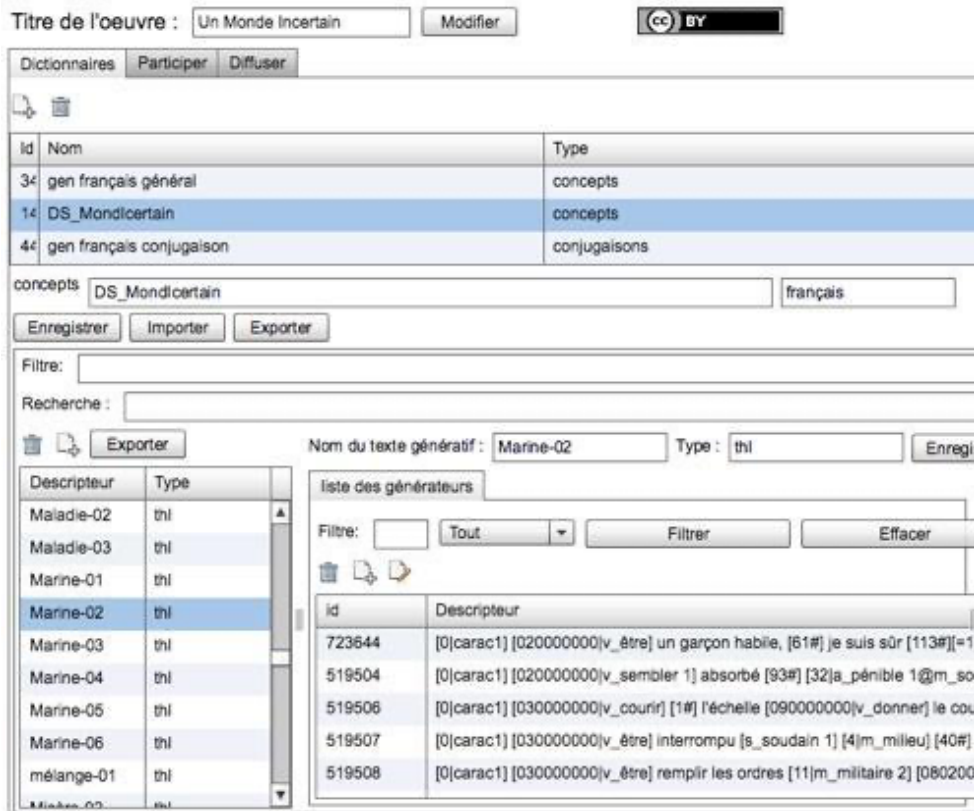 Titre de l'oeuvre : Un Monde Incertain Modifier cc BY
Dictionnaires Participer Diffuser
Id Nom Type
34 gen français général concepts
14 DS_MondIcertain concepts
44 gen français conjugaison conjugaisons
concepts DS_MondIcertain français
Enregistrer Importer Exporter
Filtre:
Recherche :
Exporter Nom du texte génératif : Marine-02 Type : thl Enregi
Descripteur Type
Maladie-02 thl
Maladie-03 thl
Marine-01 thl
Marine-02 thl
Marine-03 thl
Marine-04 thl
Marine-05 thl
Marine-06 thl
mélange-01 thl
liste des générateurs
Filtre: Tout Filtrer Effacer
id Descripteur
723644 [0|carac1] [020000000|v_être] un garçon habile, [61#] je suis sûr [113#][=1
519504 [0|carac1] [020000000|v_sembler 1] absorbé [93#] [32|a_pénible 1@m_so
519506 [0|carac1] [030000000|v_courir] [1#] l'échelle [090000000|v_donner] le cou
519507 [0|carac1] [030000000|v_être] interrompu [s_soudain 1] [4|m_milieu] [40#]
519508 [0|carac1] [030000000|v_être] remplir les ordres [11|m_militaire 2] [080200